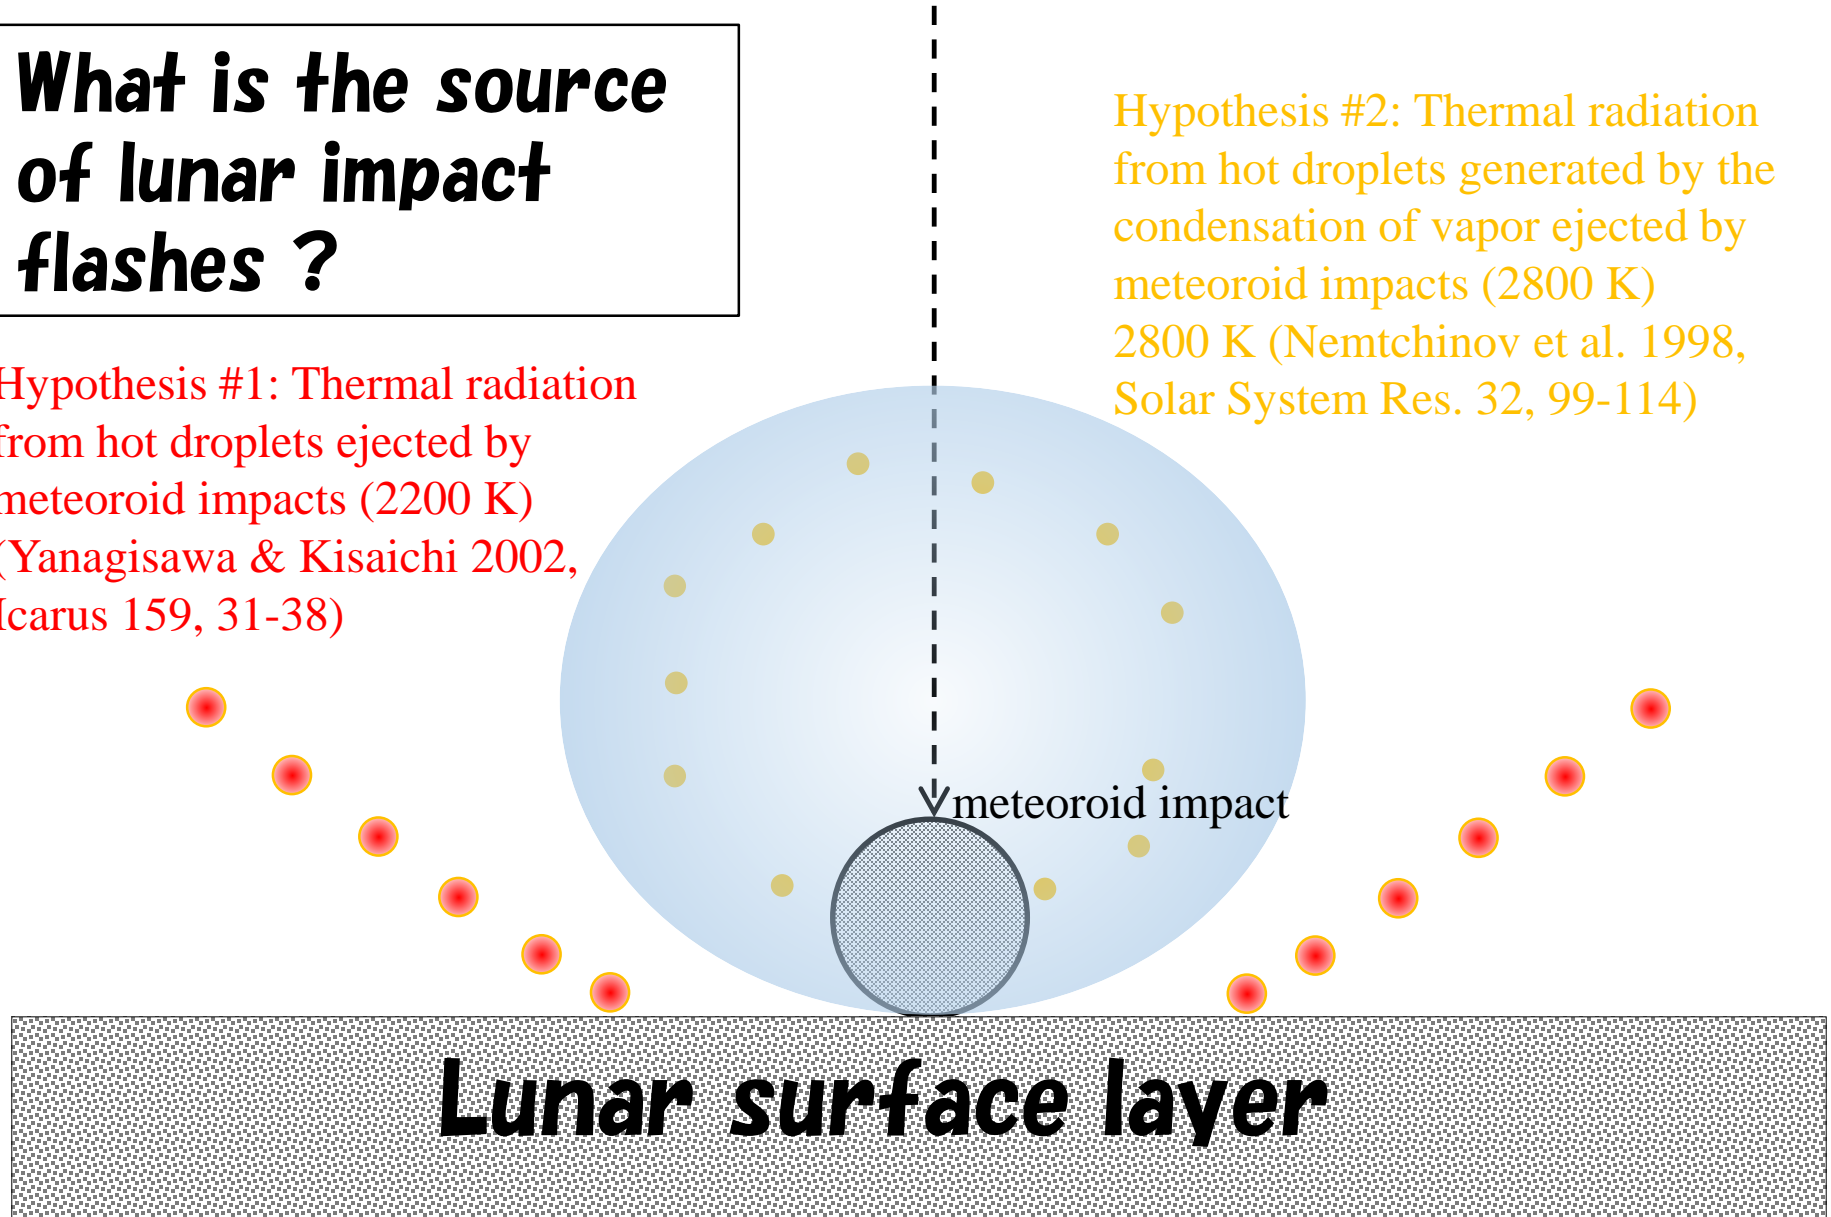 What is the source
of lunar impact
flashes ?
Hypothesis #1: Thermal radiation
from hot droplets ejected by
meteoroid impacts (2200 K)
(Yanagisawa & Kisaichi 2002,
Icarus 159, 31-38)
Hypothesis #2: Thermal radiation
from hot droplets generated by the
condensation of vapor ejected by
meteoroid impacts (2800 K)
2800 K (Nemtchinov et al. 1998,
Solar System Res. 32, 99-114)
meteoroid impact
Lunar surface layer